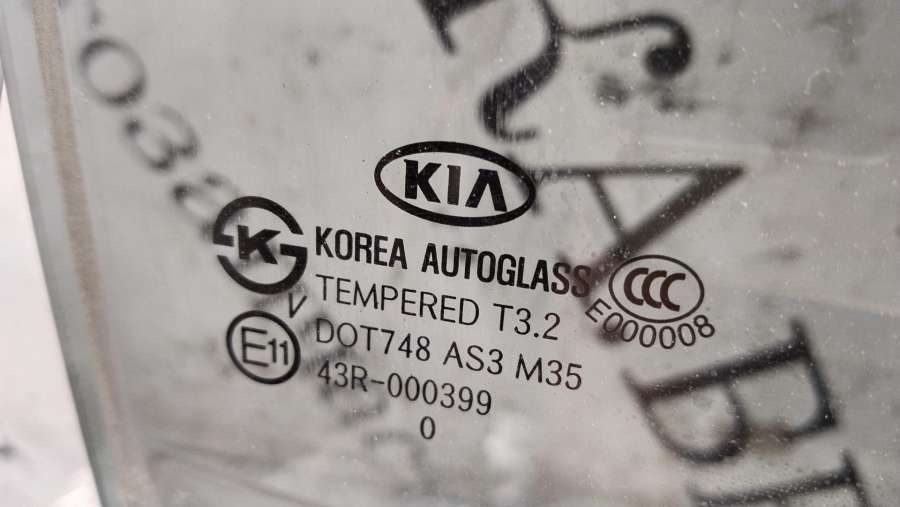 KIA
K
KOREA AUTOGLASS
CCC
TEMPERED T3.2
E000008
V
E11
DOT748 AS3 M35
43R-000399
0